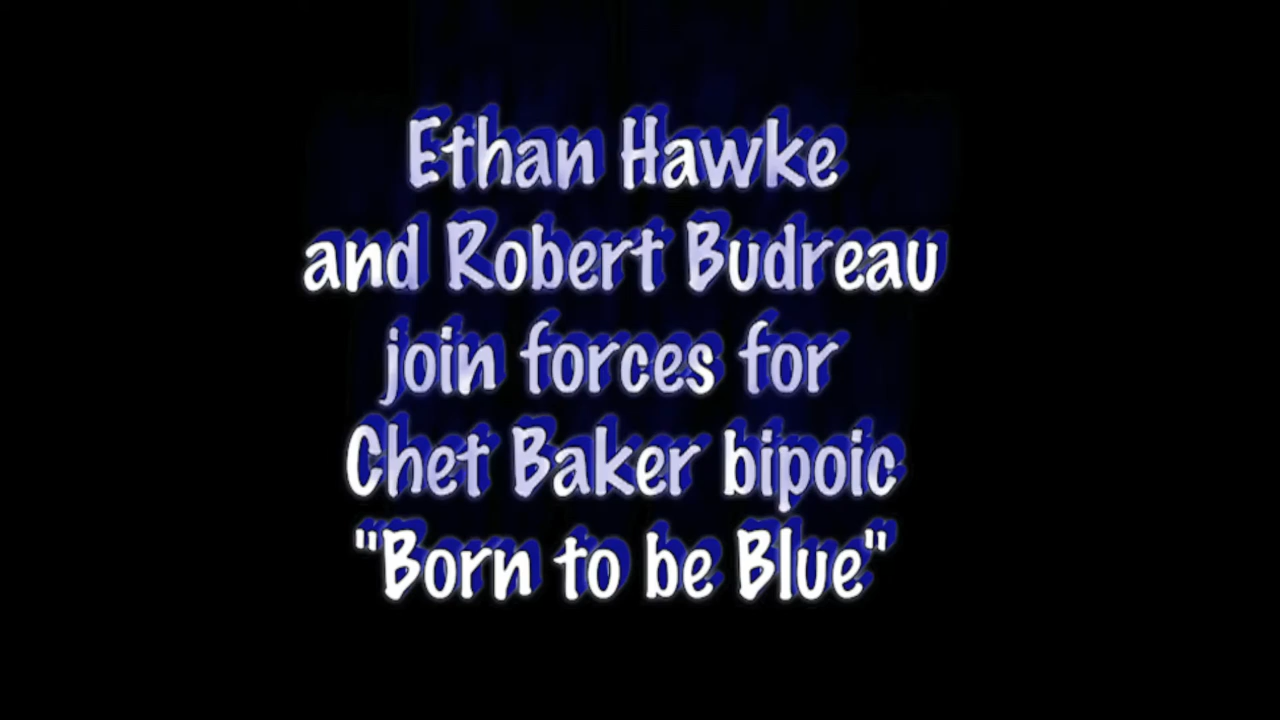 Ethan Hawke
and Robert Budreau
join forces for
Chet Baker bipoic
"Born to be Blue"